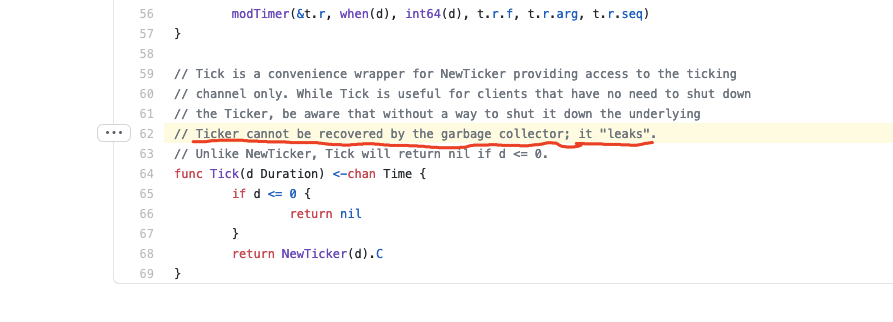 56 modTimer(&t.r, when(d), int64(d), t.r.f, t.r.arg, t.r.seq)
57 }
58
59 // Tick is a convenience wrapper for NewTicker providing access to the ticking
60 // channel only. While Tick is useful for clients that have no need to shut down
61 // the Ticker, be aware that without a way to shut it down the underlying
62 // Ticker cannot be recovered by the garbage collector; it "leaks".
63 // Unlike NewTicker, Tick will return nil if d <= 0.
64 func Tick(d Duration) <-chan Time {
65 if d <= 0 {
66 return nil
67 }
68 return NewTicker(d).C
69 }